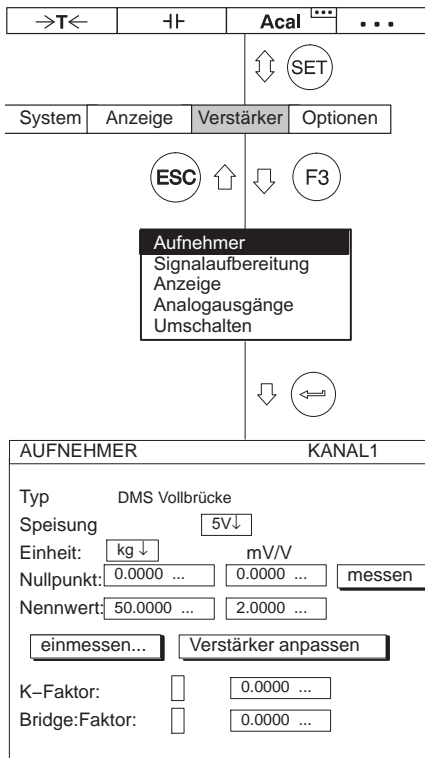 →T← ⊣⊢ Acal ...
SET
System Anzeige Verstärker Optionen
ESC F3
Aufnehmer
Signalaufbereitung
Anzeige
Analogausgänge
Umschalten
AUFNEHMER KANAL1
Typ DMS Vollbrücke
Speisung 5V↓
Einheit: kg ↓ mV/V
Nullpunkt: 0.0000 ... 0.0000 ... messen
Nennwert: 50.0000 ... 2.0000 ...
einmessen... Verstärker anpassen
K−Faktor: 0.0000 ...
Bridge:Faktor: 0.0000 ...